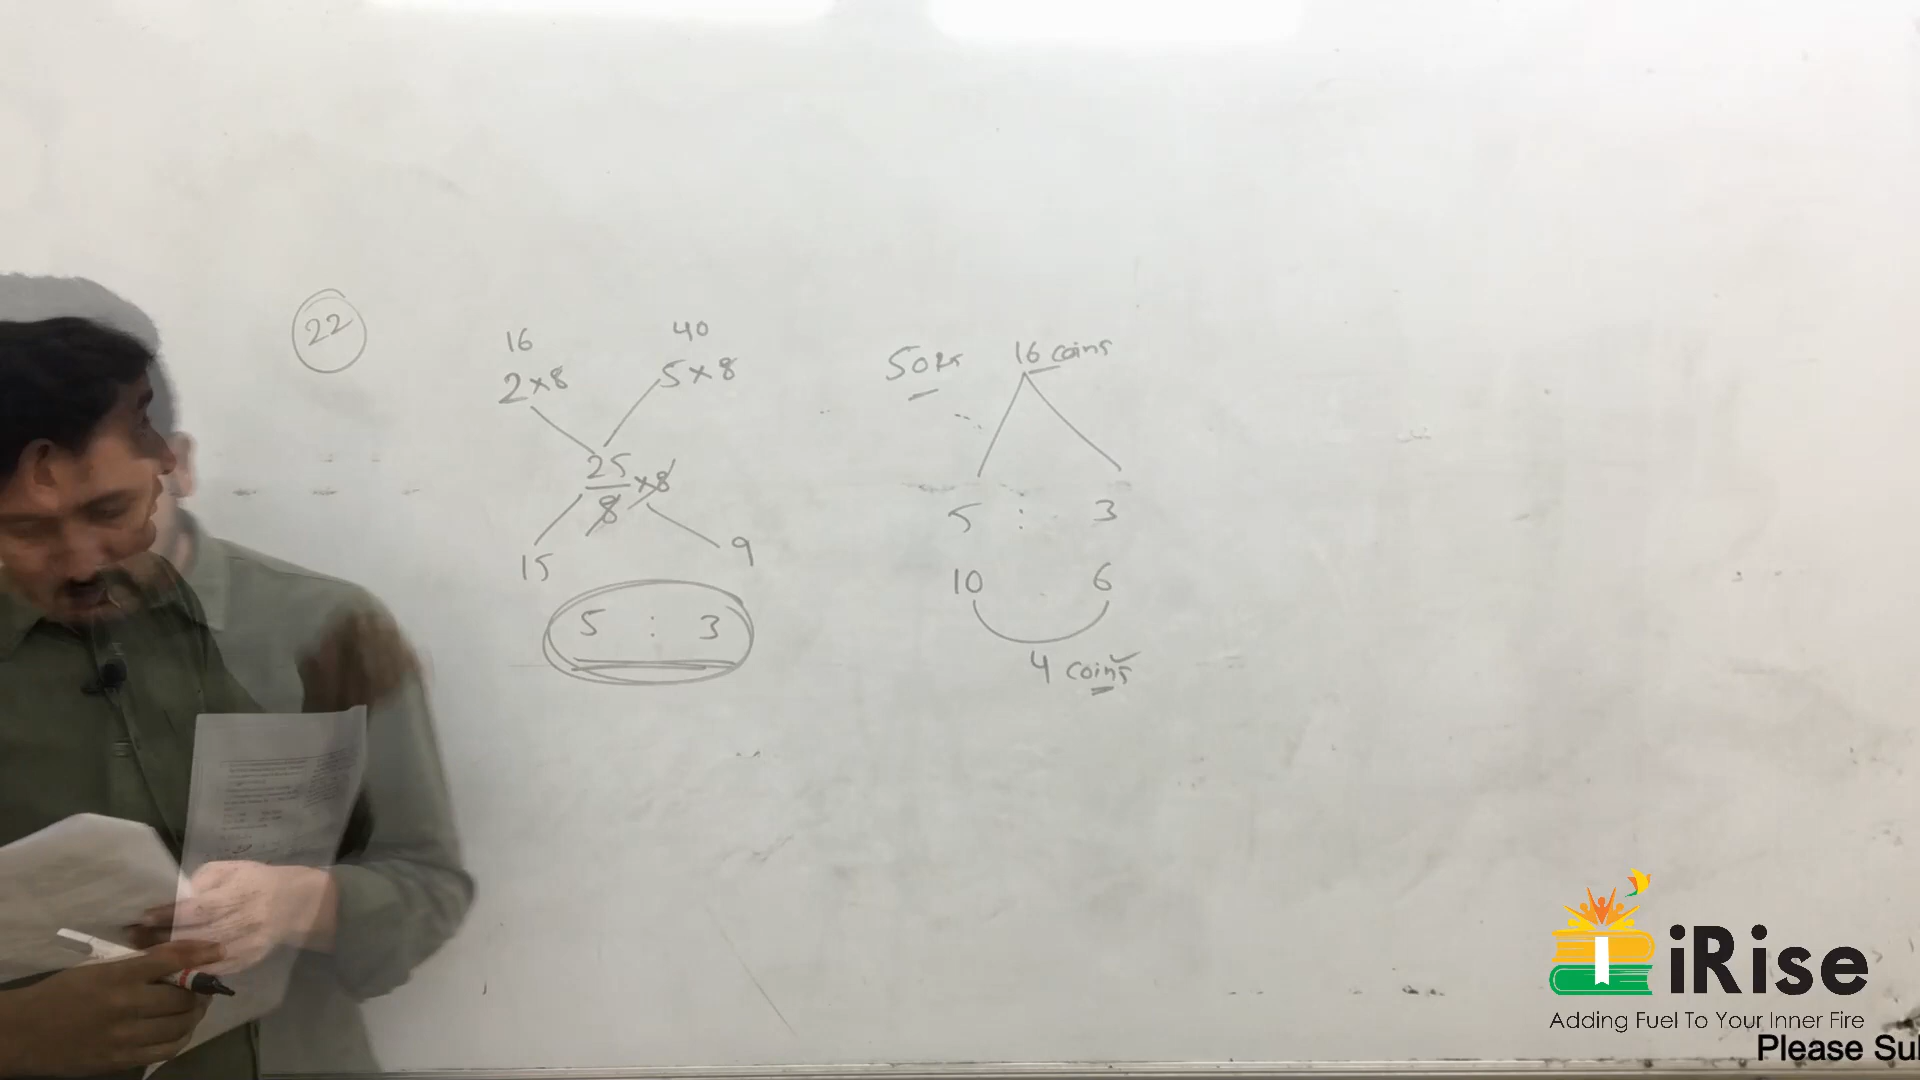 22
16 40
2×8 5×8
25/8 ×8
15 9
5 : 3
50Rs 16 coins
5 : 3
10 6
4 coins
iRise
Adding Fuel To Your Inner Fire
Please Su